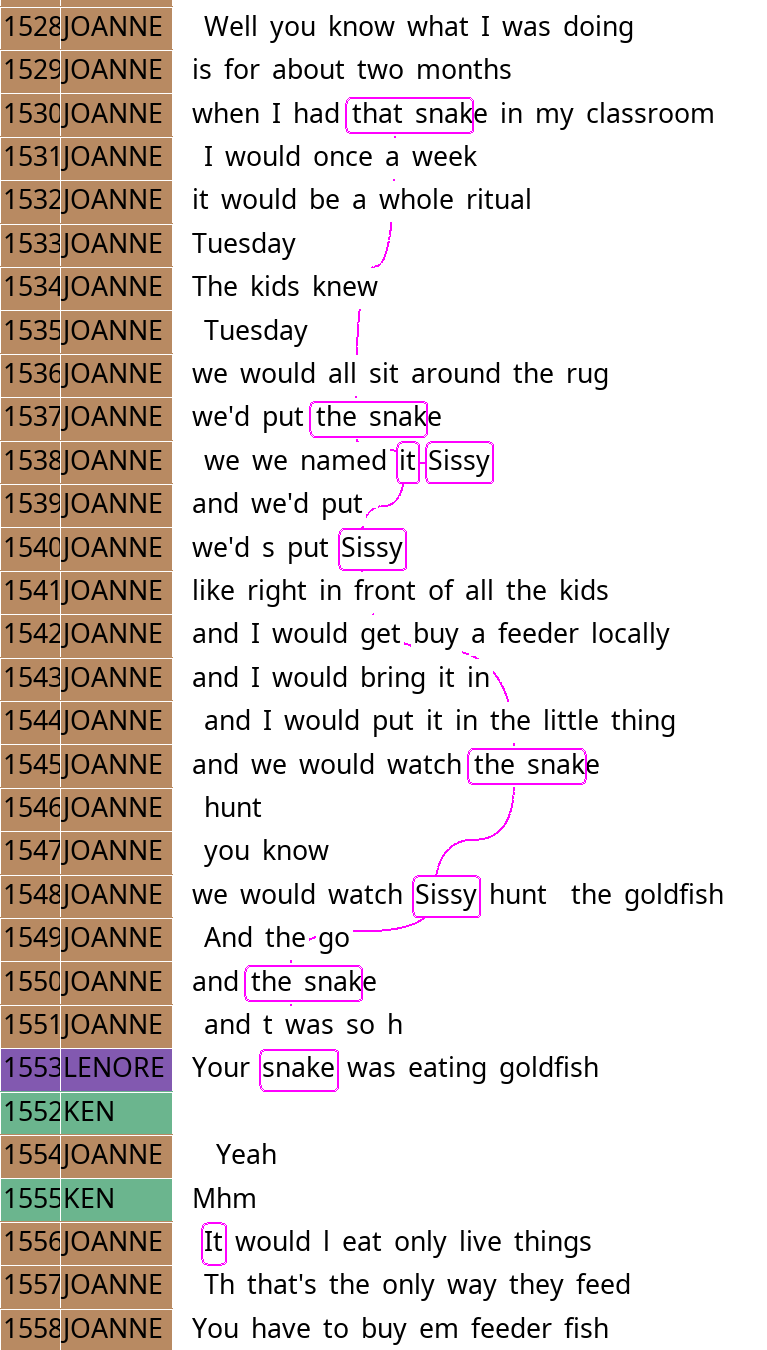 1528 JOANNE Well you know what I was doing
1529 JOANNE is for about two months
1530 JOANNE when I had that snake in my classroom
1531 JOANNE I would once a week
1532 JOANNE it would be a whole ritual
1533 JOANNE Tuesday
1534 JOANNE The kids knew
1535 JOANNE Tuesday
1536 JOANNE we would all sit around the rug
1537 JOANNE we'd put the snake
1538 JOANNE we we named it Sissy
1539 JOANNE and we'd put
1540 JOANNE we'd s put Sissy
1541 JOANNE like right in front of all the kids
1542 JOANNE and I would get buy a feeder locally
1543 JOANNE and I would bring it in
1544 JOANNE and I would put it in the little thing
1545 JOANNE and we would watch the snake
1546 JOANNE hunt
1547 JOANNE you know
1548 JOANNE we would watch Sissy hunt the goldfish
1549 JOANNE And the go
1550 JOANNE and the snake
1551 JOANNE and t was so h
1553 LENORE Your snake was eating goldfish
1552 KEN
1554 JOANNE Yeah
1555 KEN Mhm
1556 JOANNE It would l eat only live things
1557 JOANNE Th that's the only way they feed
1558 JOANNE You have to buy em feeder fish